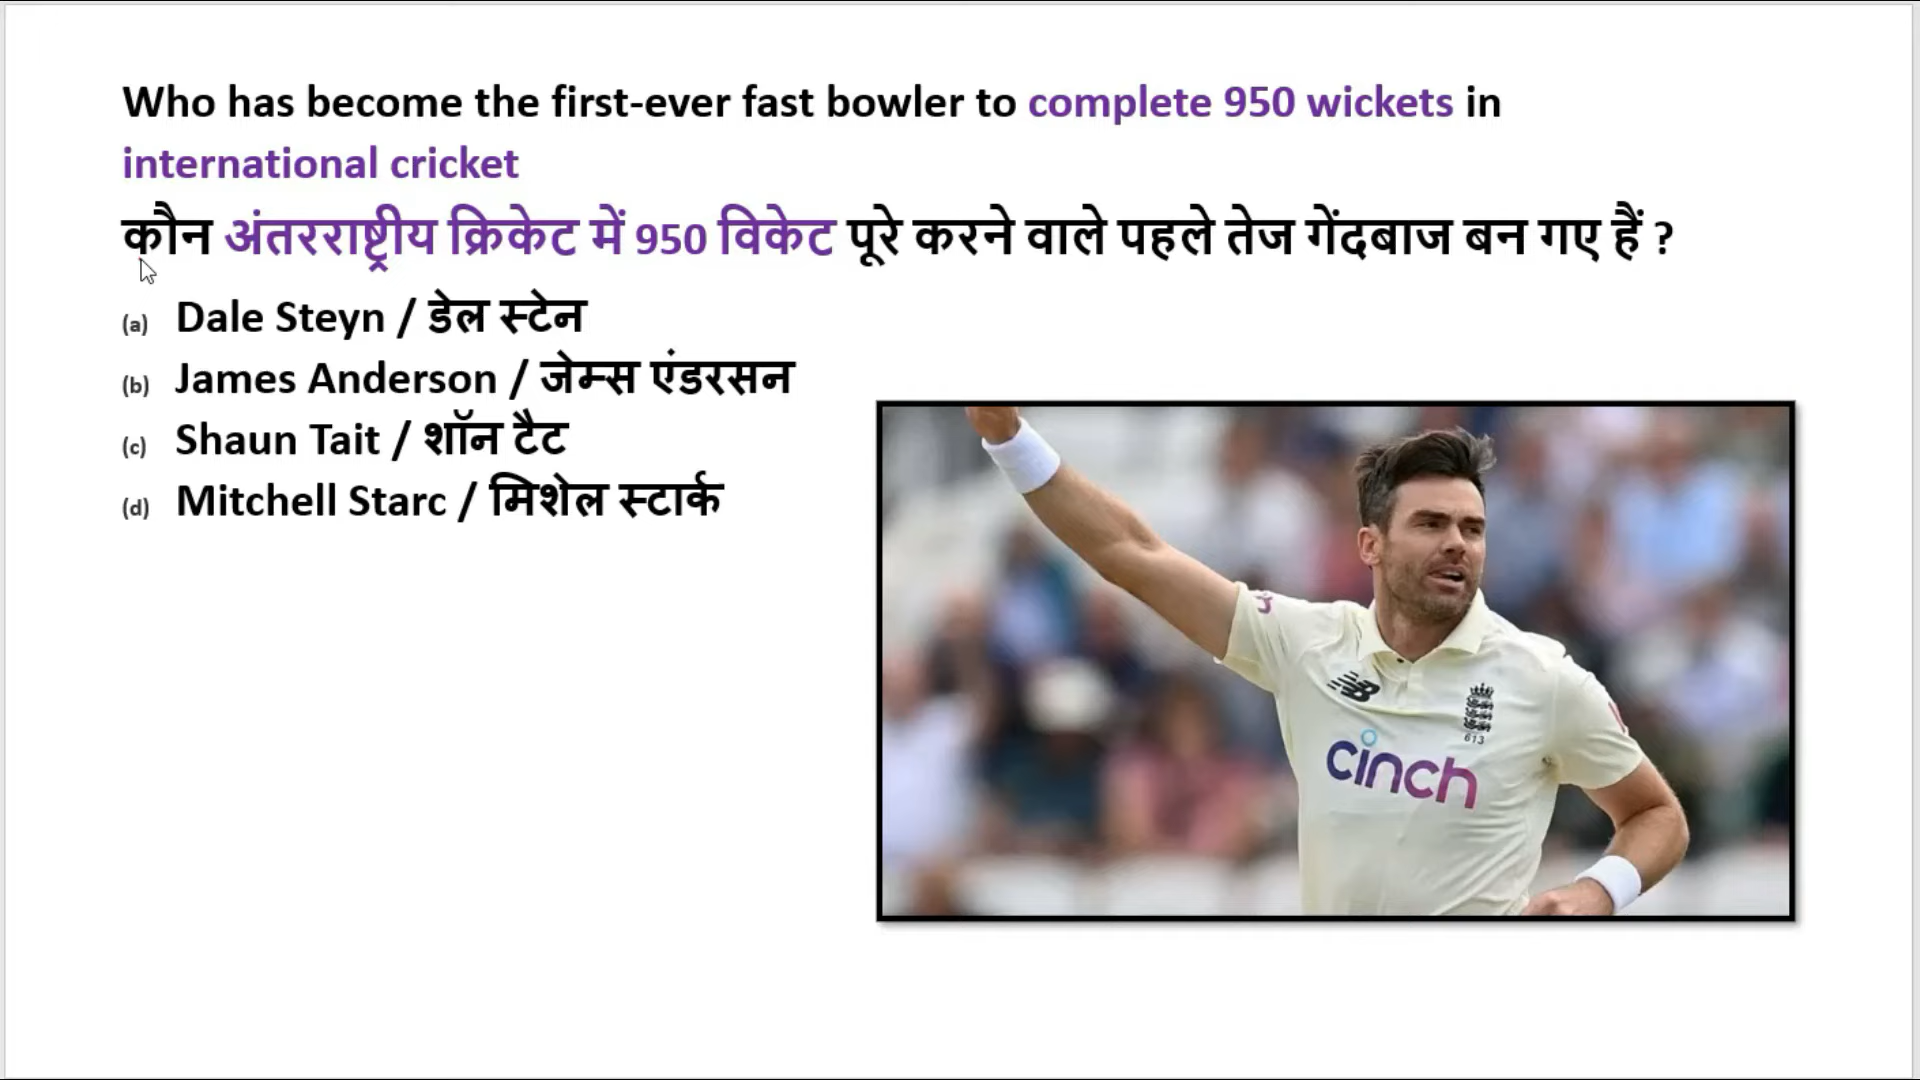 Who has become the first-ever fast bowler to complete 950 wickets in
international cricket
कौन अंतरराष्ट्रीय क्रिकेट में 950 विकेट पूरे करने वाले पहले तेज गेंदबाज बन गए हैं ?
(a) Dale Steyn / डेल स्टेन
(b) James Anderson / जेम्स एंडरसन
(c) Shaun Tait / शॉन टैट
(d) Mitchell Starc / मिशेल स्टार्क
613
cinch